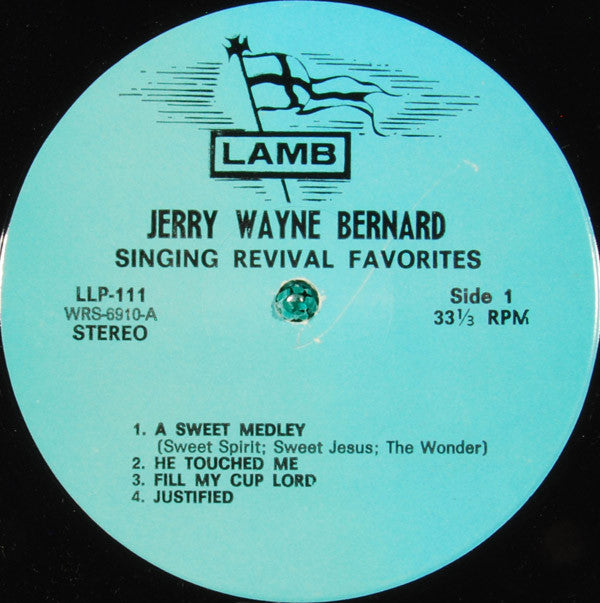 LAMB
JERRY WAYNE BERNARD
SINGING REVIVAL FAVORITES
LLP-111
WRS-6910-A
STEREO
Side 1
33⅓ RPM
1. A SWEET MEDLEY
(Sweet Spirit; Sweet Jesus; The Wonder)
2. HE TOUCHED ME
3. FILL MY CUP LORD
4. JUSTIFIED